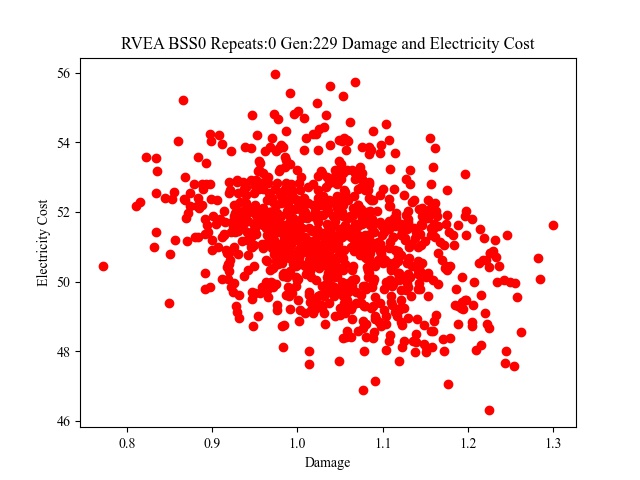 RVEA BSS0 Repeats:0 Gen:229 Damage and Electricity Cost
56
54
52
50
48
46
Electricity Cost
0.8 0.9 1.0 1.1 1.2 1.3
Damage